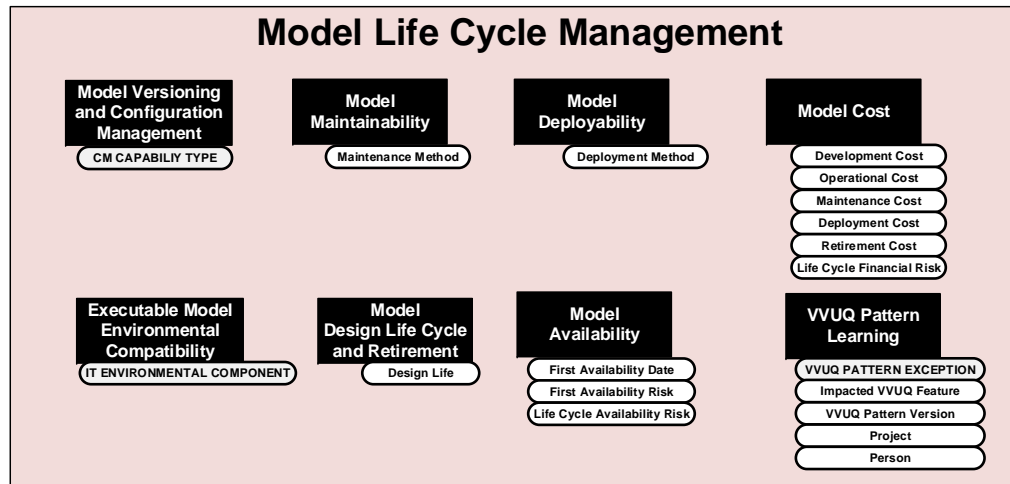 Model Life Cycle Management
Model Versioning
and Configuration
Management
CM CAPABILIY TYPE
Model
Maintainability
Maintenance Method
Model
Deployability
Deployment Method
Model Cost
Development Cost
Operational Cost
Maintenance Cost
Deployment Cost
Retirement Cost
Life Cycle Financial Risk
Executable Model
Environmental
Compatibility
IT ENVIRONMENTAL COMPONENT
Model
Design Life Cycle
and Retirement
Design Life
Model
Availability
First Availability Date
First Availability Risk
Life Cycle Availability Risk
VVUQ Pattern
Learning
VVUQ PATTERN EXCEPTION
Impacted VVUQ Feature
VVUQ Pattern Version
Project
Person